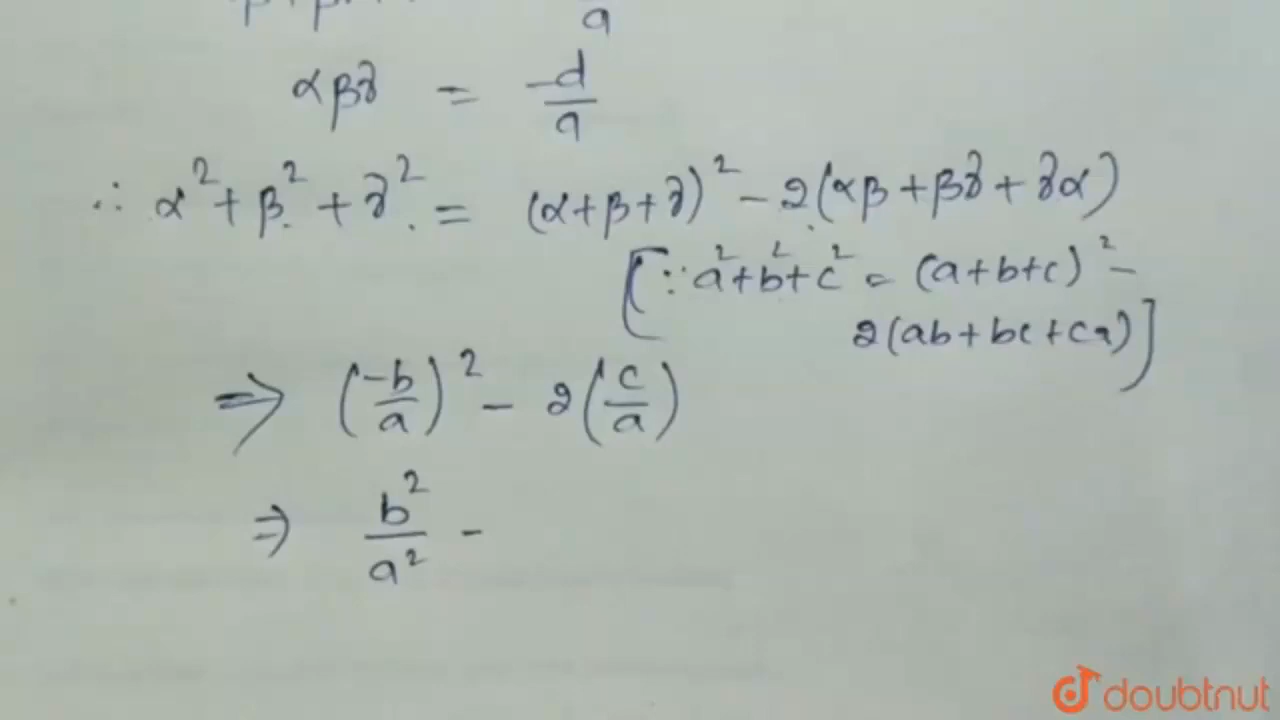 a
αβγ = -d/a
∴ α² + β² + γ² = (α+β+γ)² - 2(αβ+βγ+γα)
[∵ a²+b²+c² = (a+b+c)² -
2(ab+bc+ca)]
⇒ (-b/a)² - 2(c/a)
⇒ b²/a² -
doubtnut